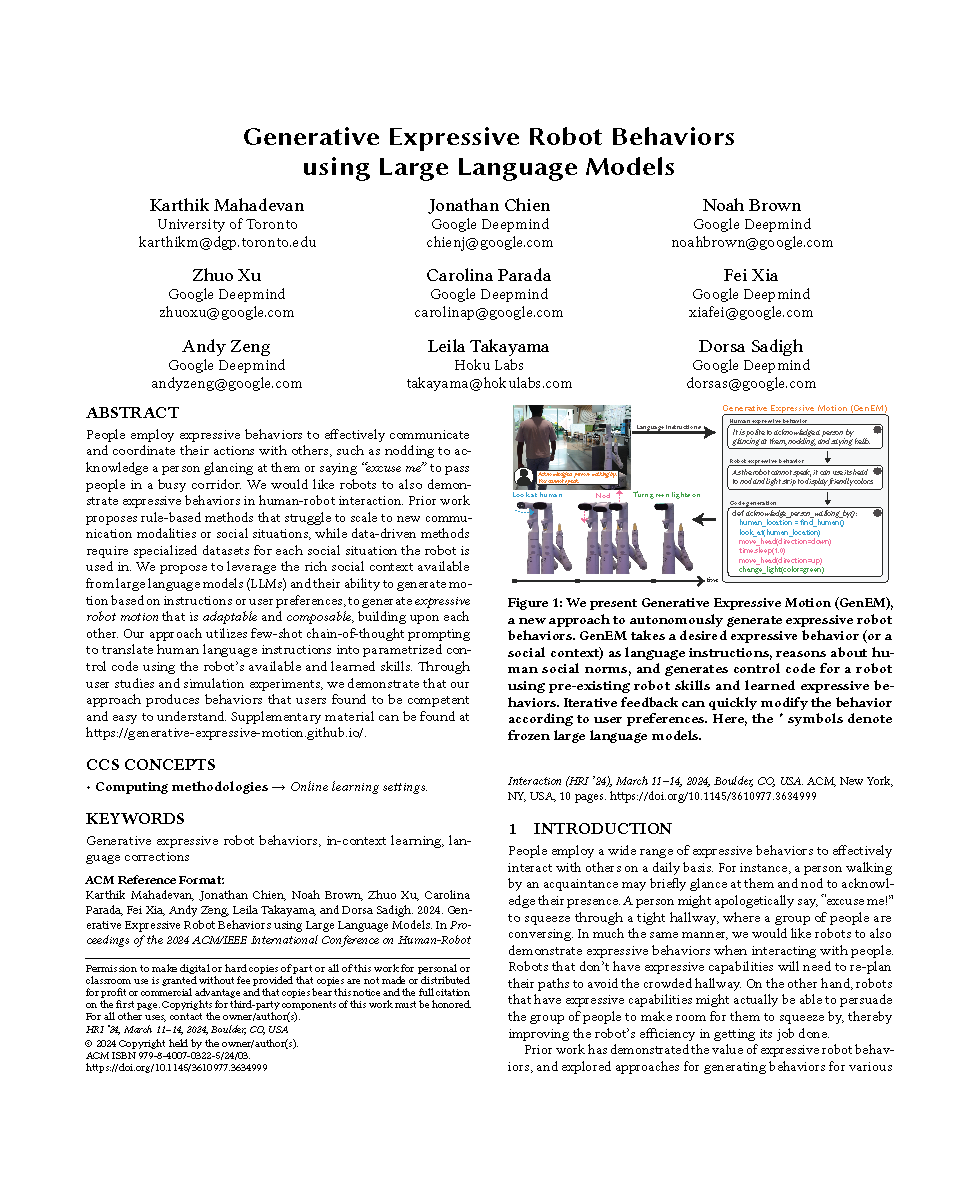 Generative Expressive Robot Behaviors
using Large Language Models
Karthik Mahadevan
University of Toronto
karthikm@dgp.toronto.edu
Jonathan Chien
Google Deepmind
chienj@google.com
Noah Brown
Google Deepmind
noahbrown@google.com
Zhuo Xu
Google Deepmind
zhuoxu@google.com
Carolina Parada
Google Deepmind
carolinap@google.com
Fei Xia
Google Deepmind
xiafei@google.com
Andy Zeng
Google Deepmind
andyzeng@google.com
Leila Takayama
Hoku Labs
takayama@hokulabs.com
Dorsa Sadigh
Google Deepmind
dorsas@google.com
ABSTRACT
People employ expressive behaviors to effectively communicate
and coordinate their actions with others, such as nodding to ac-
knowledge a person glancing at them or saying "excuse me" to pass
people in a busy corridor. We would like robots to also demon-
strate expressive behaviors in human-robot interaction. Prior work
proposes rule-based methods that struggle to scale to new commu-
nication modalities or social situations, while data-driven methods
require specialized datasets for each social situation the robot is
used in. We propose to leverage the rich social context available
from large language models (LLMs) and their ability to generate mo-
tion based on instructions or user preferences, to generate expressive
robot motion that is adaptable and composable, building upon each
other. Our approach utilizes few-shot chain-of-thought prompting
to translate human language instructions into parametrized con-
trol code using the robot's available and learned skills. Through
user studies and simulation experiments, we demonstrate that our
approach produces behaviors that users found to be competent
and easy to understand. Supplementary material can be found at
https://generative-expressive-motion.github.io/.
CCS CONCEPTS
• Computing methodologies → Online learning settings.
KEYWORDS
Generative expressive robot behaviors, in-context learning, lan-
guage corrections
ACM Reference Format:
Karthik Mahadevan, Jonathan Chien, Noah Brown, Zhuo Xu, Carolina
Parada, Fei Xia, Andy Zeng, Leila Takayama, and Dorsa Sadigh. 2024. Gen-
erative Expressive Robot Behaviors using Large Language Models. In Pro-
ceedings of the 2024 ACM/IEEE International Conference on Human-Robot
Permission to make digital or hard copies of part or all of this work for personal or
classroom use is granted without fee provided that copies are not made or distributed
for profit or commercial advantage and that copies bear this notice and the full citation
on the first page. Copyrights for third-party components of this work must be honored.
For all other uses, contact the owner/author(s).
HRI '24, March 11–14, 2024, Boulder, CO, USA
© 2024 Copyright held by the owner/author(s).
ACM ISBN 979-8-4007-0322-5/24/03.
https://doi.org/10.1145/3610977.3634999
Generative Expressive Motion (GenEM)
Language instructions
Human expressive behavior
It is polite to acknowledge a person by
glancing at them, nodding, and saying hello.
Robot expressive behavior
As the robot cannot speak, it can use its head
to nod and light strip to display friendly colors.
Code generation
def acknowledge_person_walking_by():
human_location = find_human()
look_at(human_location)
move_head(direction=down)
time.sleep(1.0)
move_head(direction=up)
change_light(color=green)
Acknowledge a person walking by.
You cannot speak.
Look at human
Nod
Turn green lights on
time
Figure 1: We present Generative Expressive Motion (GenEM),
a new approach to autonomously generate expressive robot
behaviors. GenEM takes a desired expressive behavior (or a
social context) as language instructions, reasons about hu-
man social norms, and generates control code for a robot
using pre-existing robot skills and learned expressive be-
haviors. Iterative feedback can quickly modify the behavior
according to user preferences. Here, the * symbols denote
frozen large language models.
Interaction (HRI '24), March 11–14, 2024, Boulder, CO, USA. ACM, New York,
NY, USA, 10 pages. https://doi.org/10.1145/3610977.3634999
1 INTRODUCTION
People employ a wide range of expressive behaviors to effectively
interact with others on a daily basis. For instance, a person walking
by an acquaintance may briefly glance at them and nod to acknowl-
edge their presence. A person might apologetically say, "excuse me!"
to squeeze through a tight hallway, where a group of people are
conversing. In much the same manner, we would like robots to also
demonstrate expressive behaviors when interacting with people.
Robots that don't have expressive capabilities will need to re-plan
their paths to avoid the crowded hallway. On the other hand, robots
that have expressive capabilities might actually be able to persuade
the group of people to make room for them to squeeze by, thereby
improving the robot's efficiency in getting its job done.
Prior work has demonstrated the value of expressive robot behav-
iors, and explored approaches for generating behaviors for various